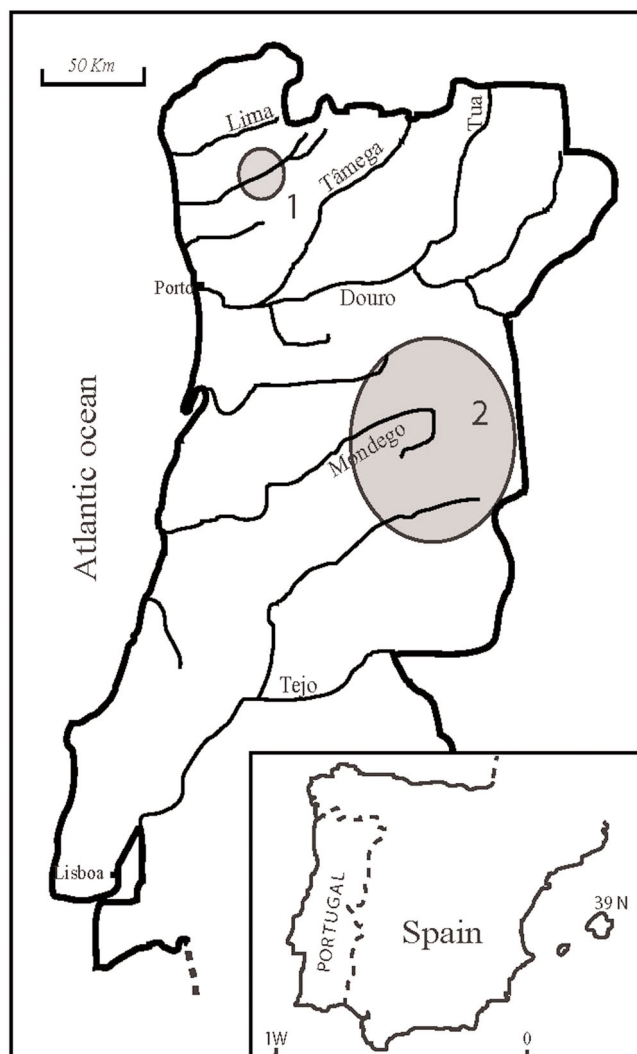 50 Km
Lima
Tua
Tâmega
1
Porto
Douro
2
Mondego
Atlantic ocean
Tejo
Lisboa
39 N
PORTUGAL
Spain
1W
0